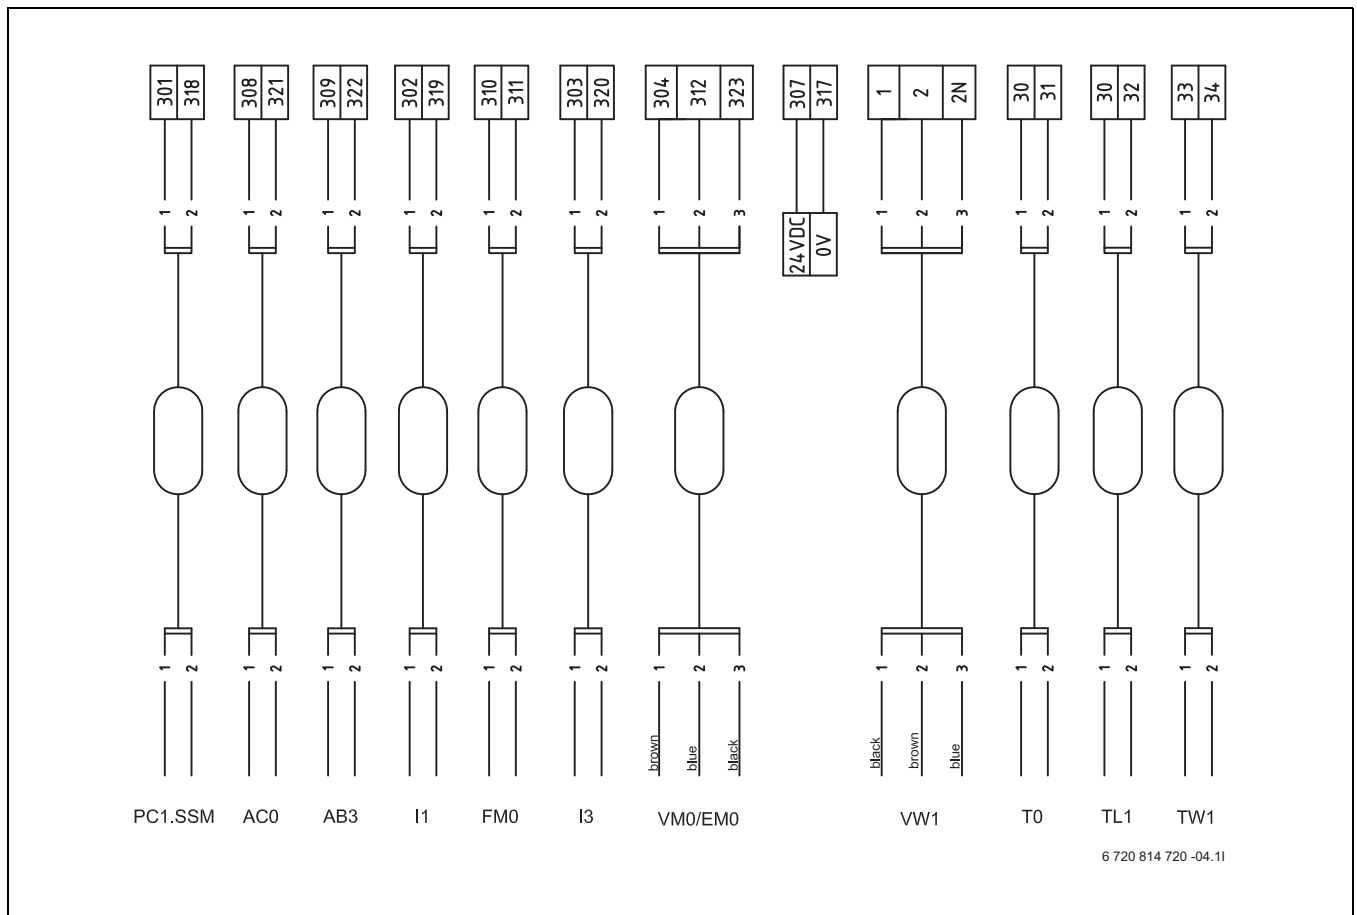 301 318 308 321 309 322 302 319 310 311 303 320 304 312 323 307 317 1 2 2N 30 31 30 32 33 34
1 2 1 2 1 2 1 2 1 2 1 2 1 2 3 1 2 3 1 2 1 2 1 2
24VDC
0V
1 2 1 2 1 2 1 2 1 2 1 2 1 2 3 1 2 3 1 2 1 2 1 2
brown blue black black brown blue
PC1.SSM AC0 AB3 I1 FM0 I3 VM0/EM0 VW1 T0 TL1 TW1
6 720 814 720 -04.1I